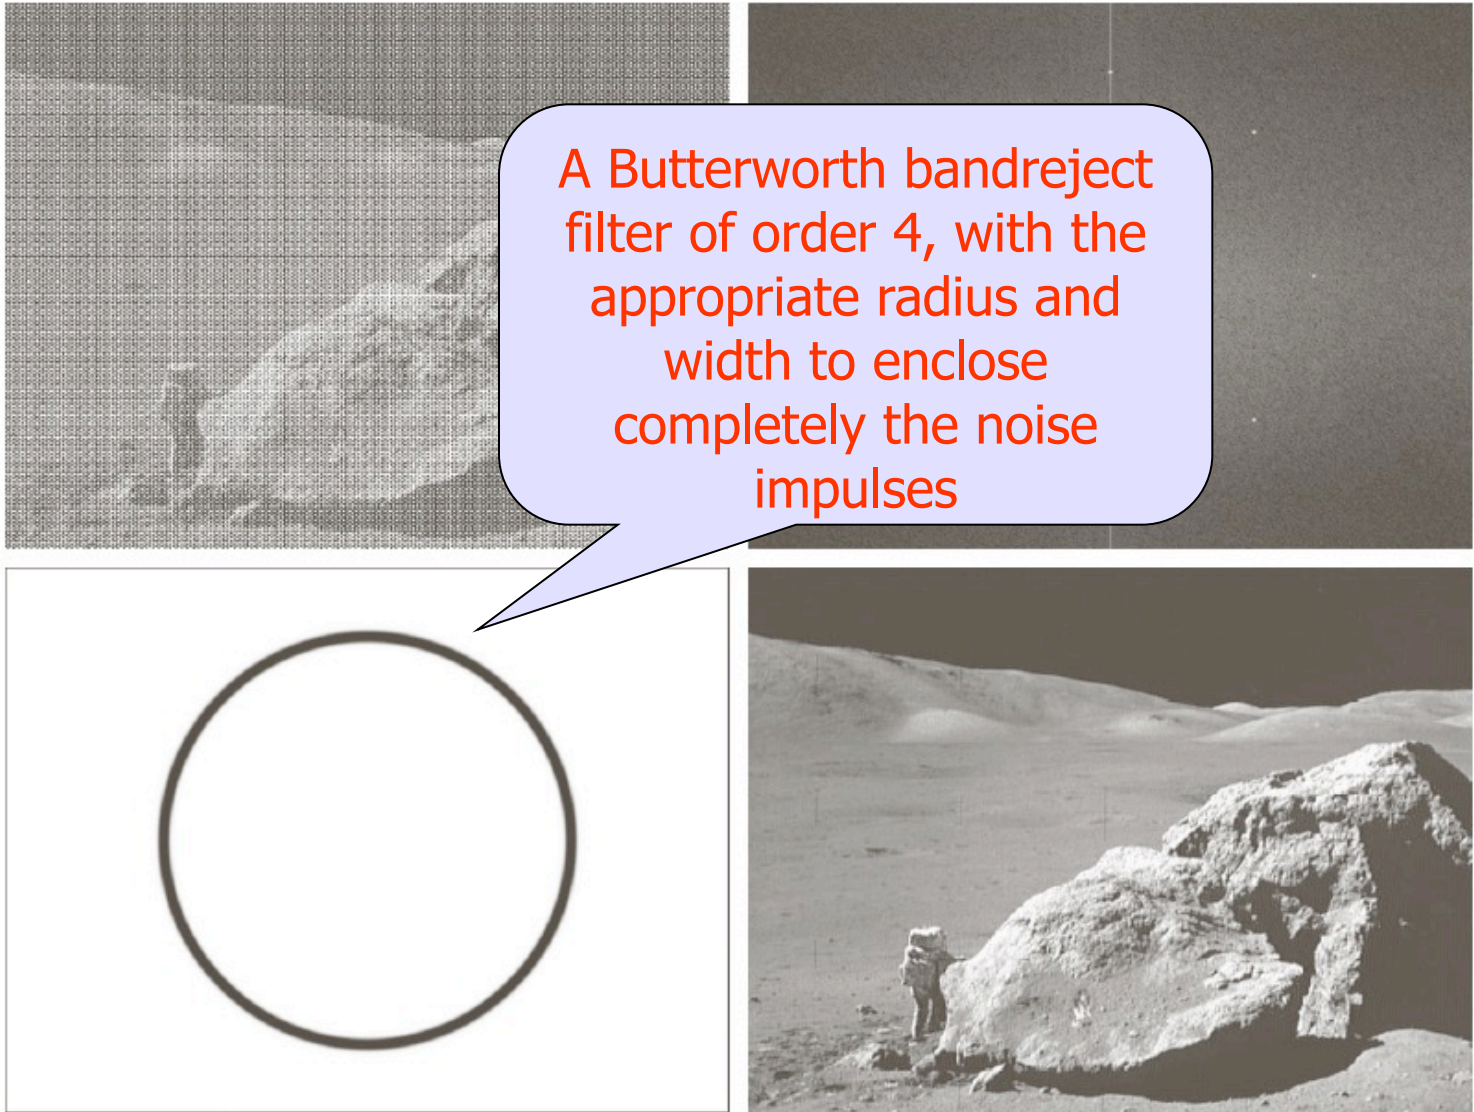 A Butterworth bandreject
filter of order 4, with the
appropriate radius and
width to enclose
completely the noise
impulses